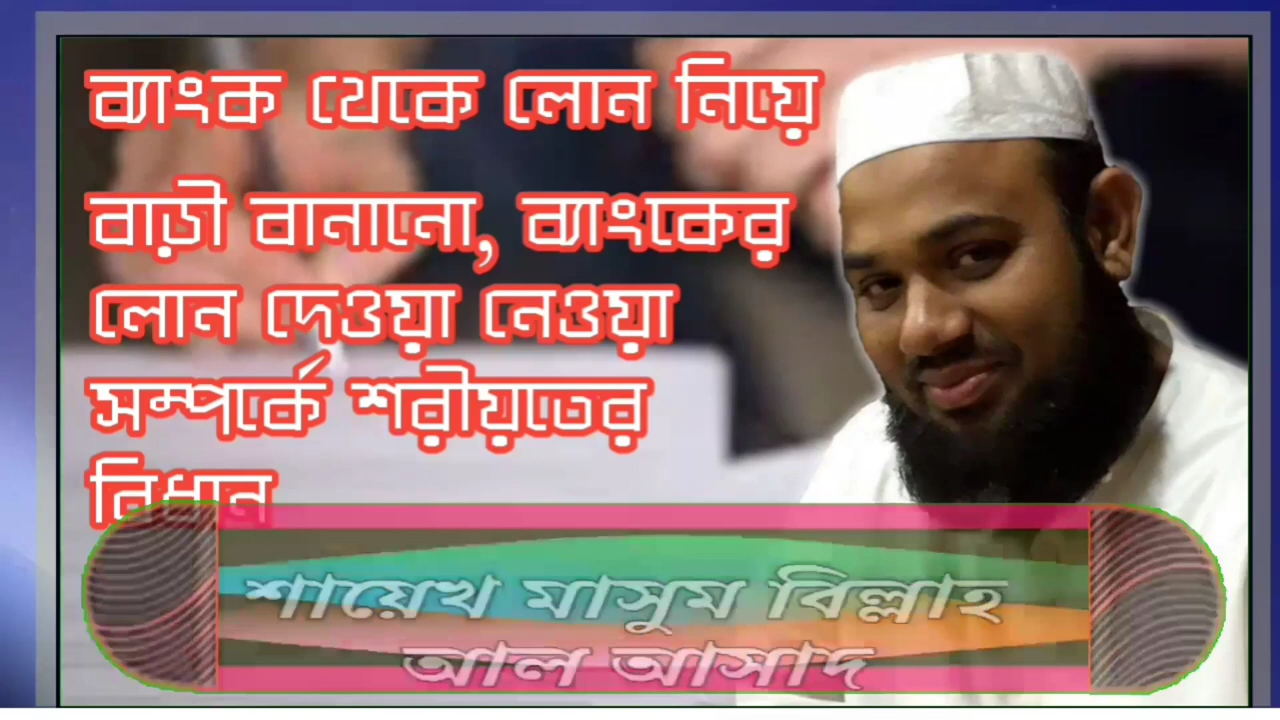 ব্যাংক থেকে লোন নিয়ে
বাড়ী বানানো, ব্যাংকের
লোন দেওয়া নেওয়া
সম্পর্কে শরীয়তের
বিধান
শায়েখ মাসুম বিল্লাহ
আল আসাদ